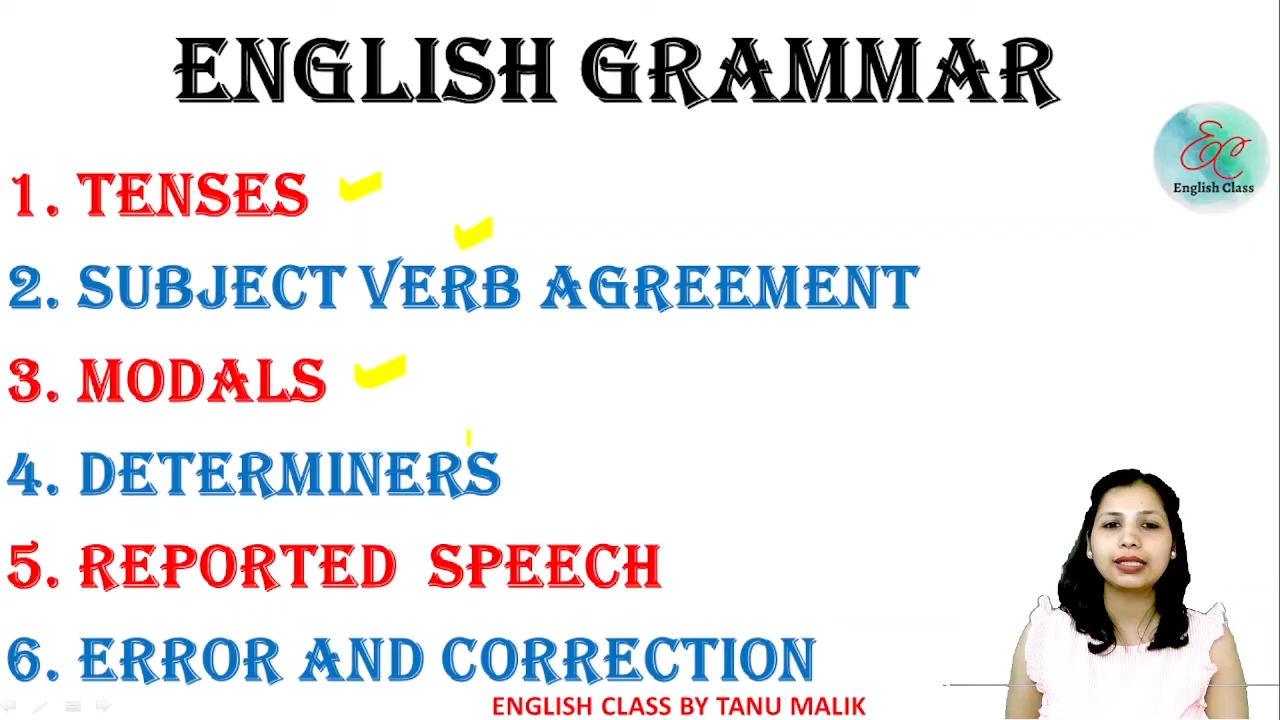 ENGLISH GRAMMAR
1. TENSES
2. SUBJECT VERB AGREEMENT
3. MODALS
4. DETERMINERS
5. REPORTED SPEECH
6. ERROR AND CORRECTION
EC
English Class
ENGLISH CLASS BY TANU MALIK